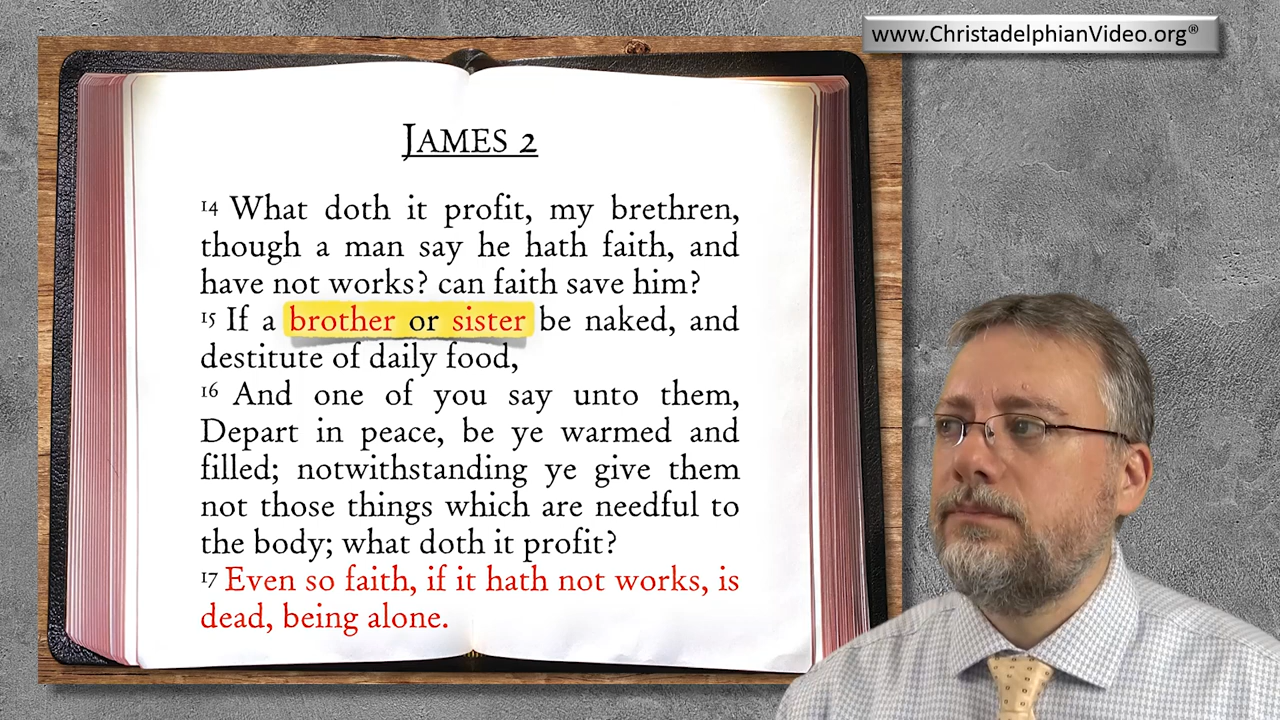 www.ChristadelphianVideo.org®
JAMES 2
14 What doth it profit, my brethren,
though a man say he hath faith, and
have not works? can faith save him?
15 If a brother or sister be naked, and
destitute of daily food,
16 And one of you say unto them,
Depart in peace, be ye warmed and
filled; notwithstanding ye give them
not those things which are needful to
the body; what doth it profit?
17 Even so faith, if it hath not works, is
dead, being alone.